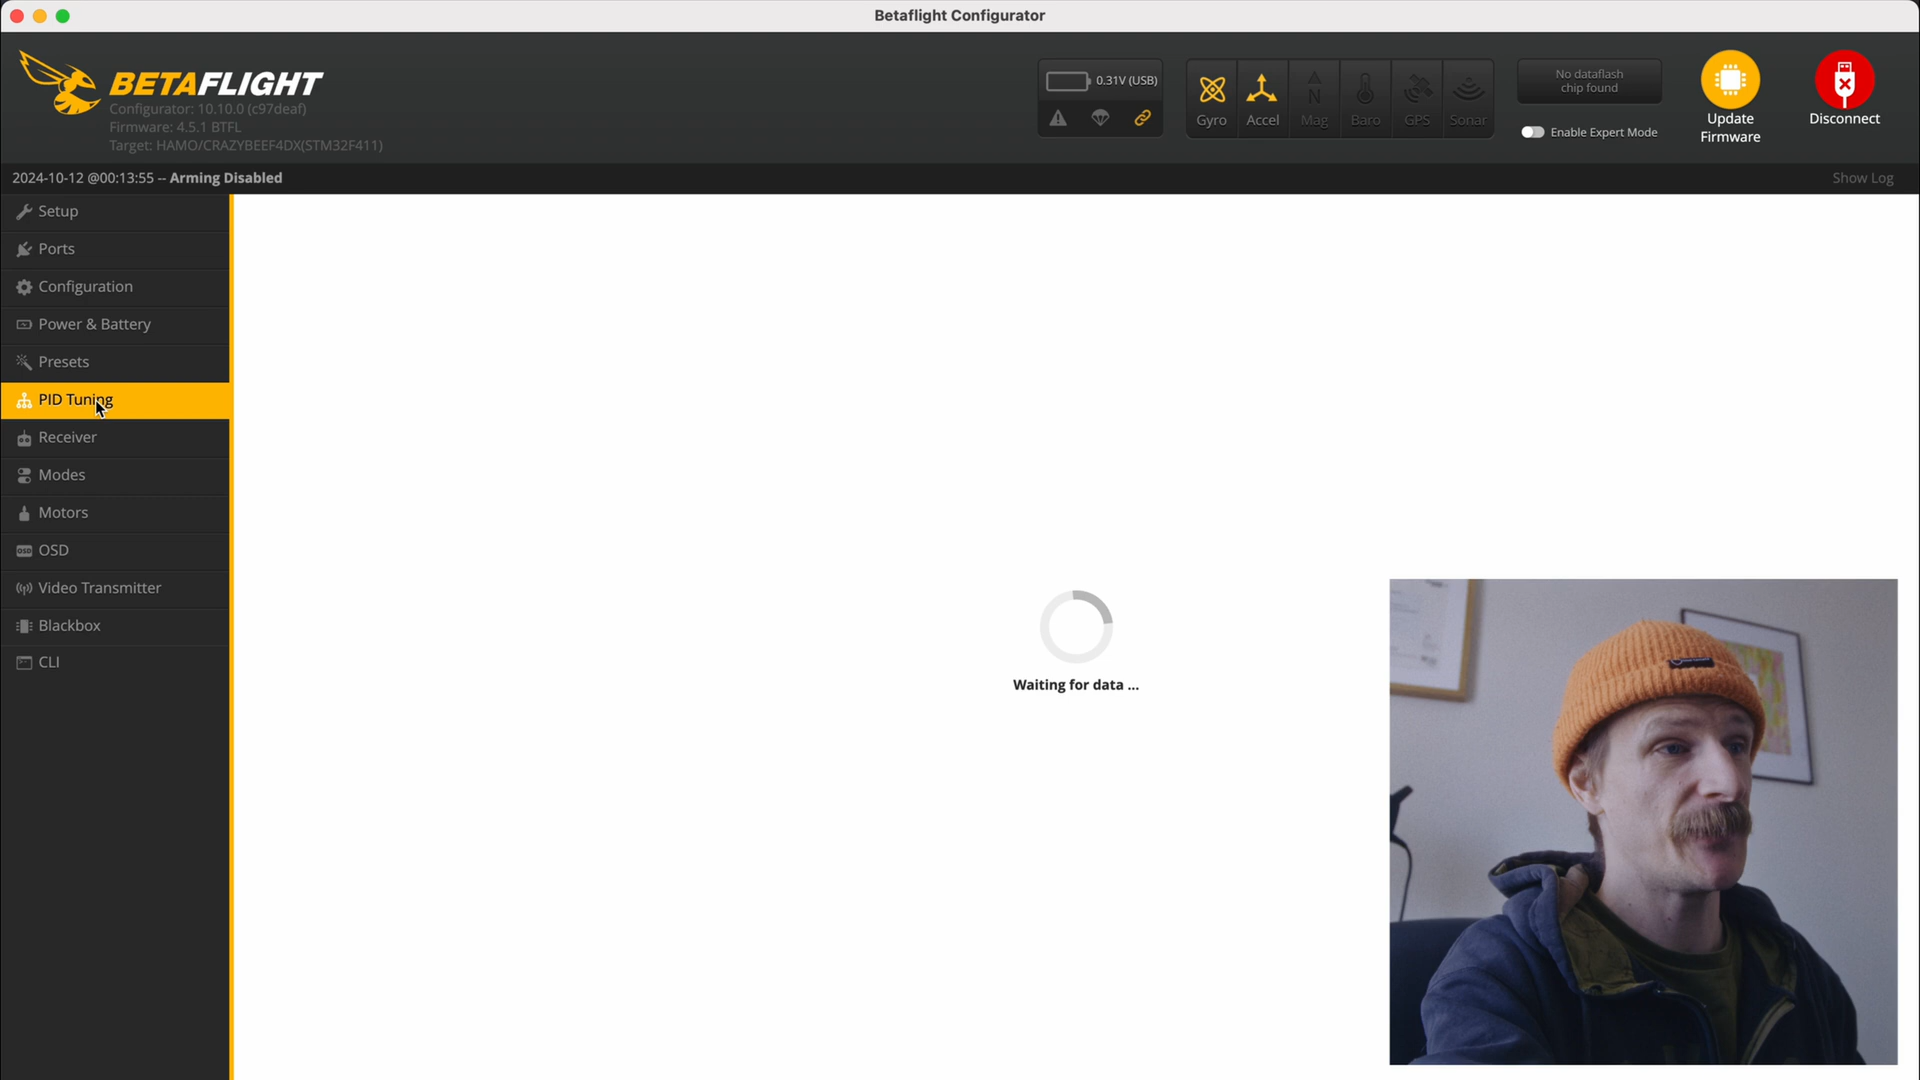 Betaflight Configurator
BETAFLIGHT
Configurator: 10.10.0 (c97deaf)
Firmware: 4.5.1 BTFL
Target: HAMO/CRAZYBEEF4DX(STM32F411)
0.31V (USB)
Gyro
Accel
Mag
Baro
GPS
Sonar
No dataflash
chip found
Enable Expert Mode
Update
Firmware
Disconnect
2024-10-12 @00:13:55 -- Arming Disabled
Show Log
Setup
Ports
Configuration
Power & Battery
Presets
PID Tuning
Receiver
Modes
Motors
OSD
Video Transmitter
Blackbox
CLI
Waiting for data ...